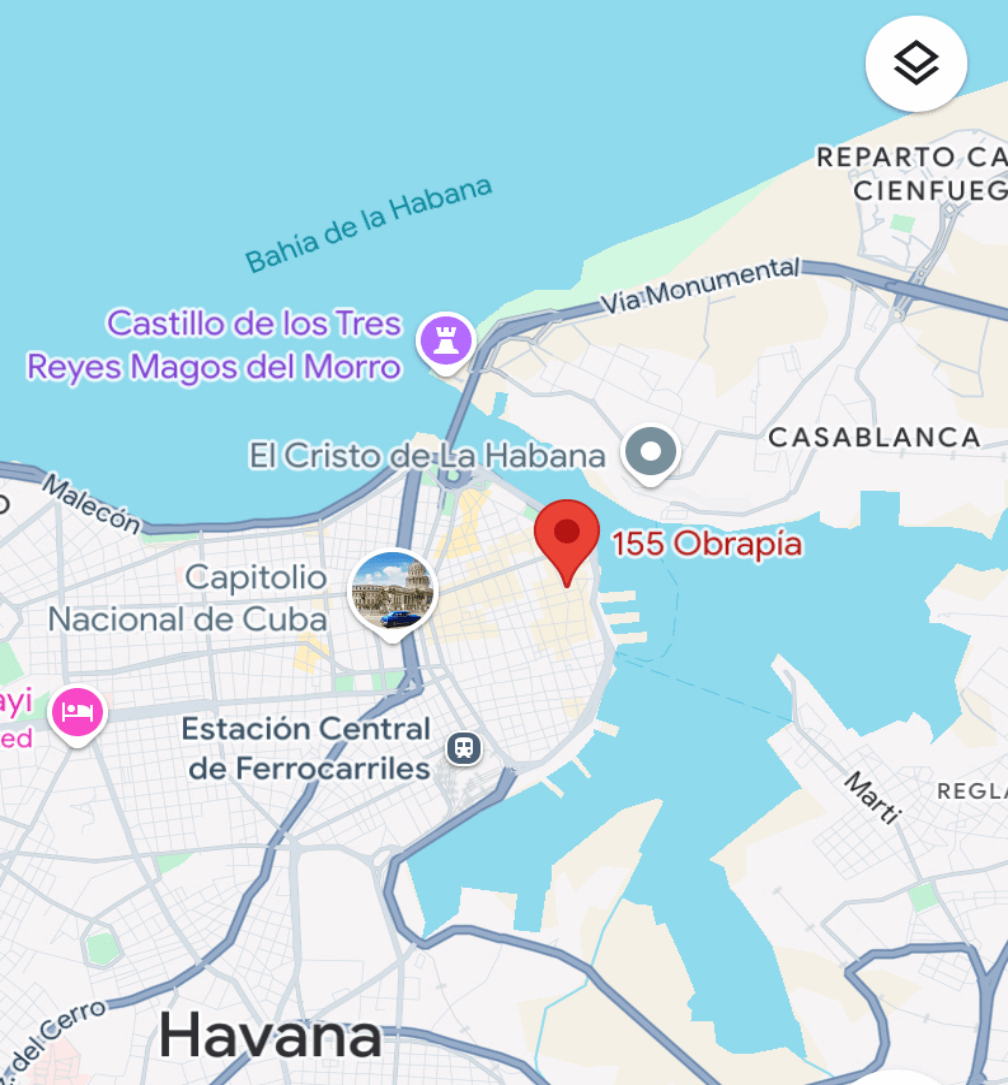 REPARTO CA
CIENFUEG
Bahía de la Habana
Vía Monumental
Castillo de los Tres
Reyes Magos del Morro
CASABLANCA
El Cristo de La Habana
Malecón
O
155 Obrapía
Capitolio
Nacional de Cuba
ayi
ed
Estación Central
de Ferrocarriles
Marti
REGLA
. del Cerro
Havana